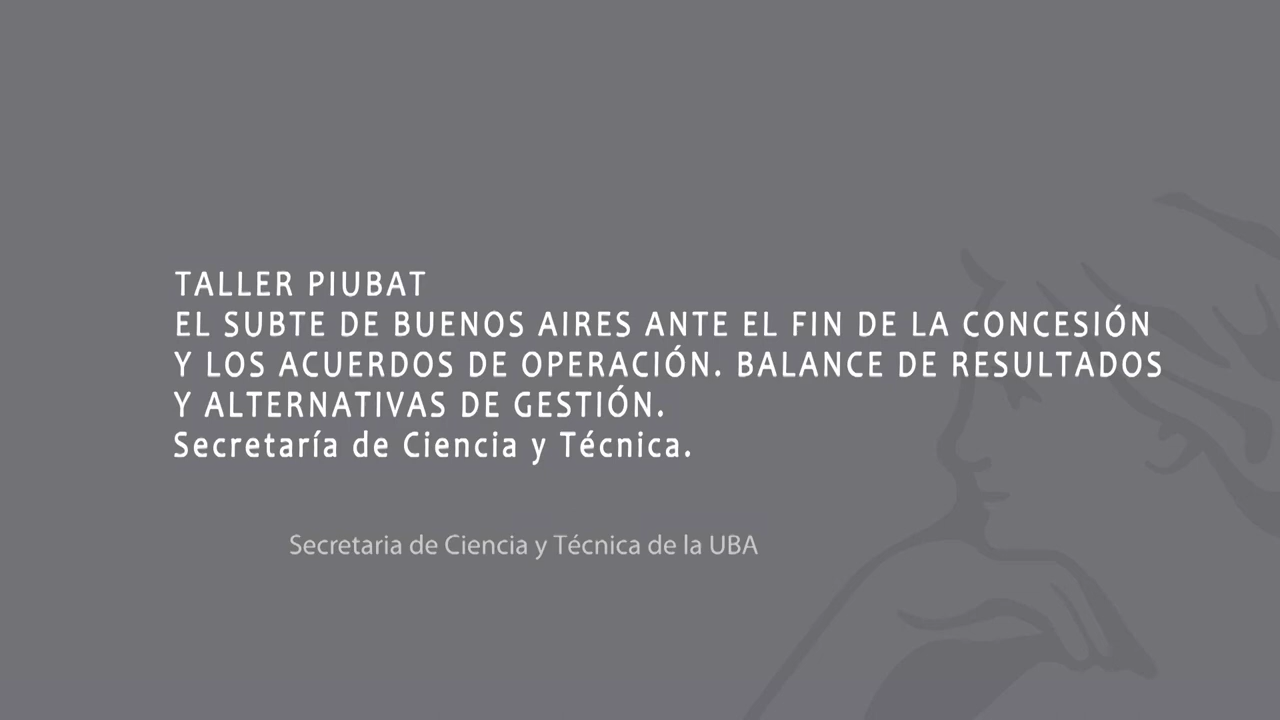 TALLER PIUBAT
EL SUBTE DE BUENOS AIRES ANTE EL FIN DE LA CONCESIÓN
Y LOS ACUERDOS DE OPERACIÓN. BALANCE DE RESULTADOS
Y ALTERNATIVAS DE GESTIÓN.
Secretaría de Ciencia y Técnica.
Secretaria de Ciencia y Técnica de la UBA